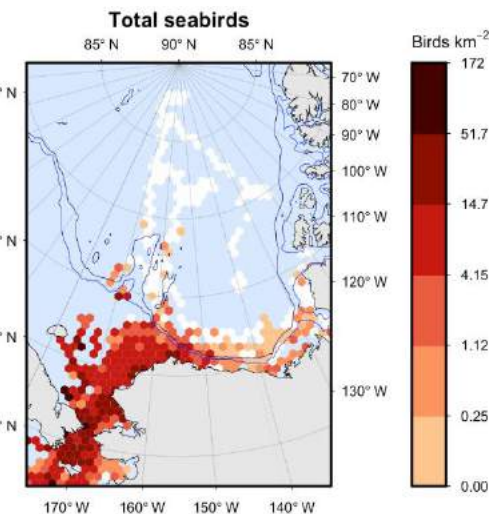 Total seabirds
85° N 90° N 85° N
Birds km⁻²
172
51.7
14.7
4.15
1.12
0.25
0.00
70° W
80° W
90° W
100° W
110° W
120° W
130° W
° N
° N
° N
° N
170° W 160° W 150° W 140° W